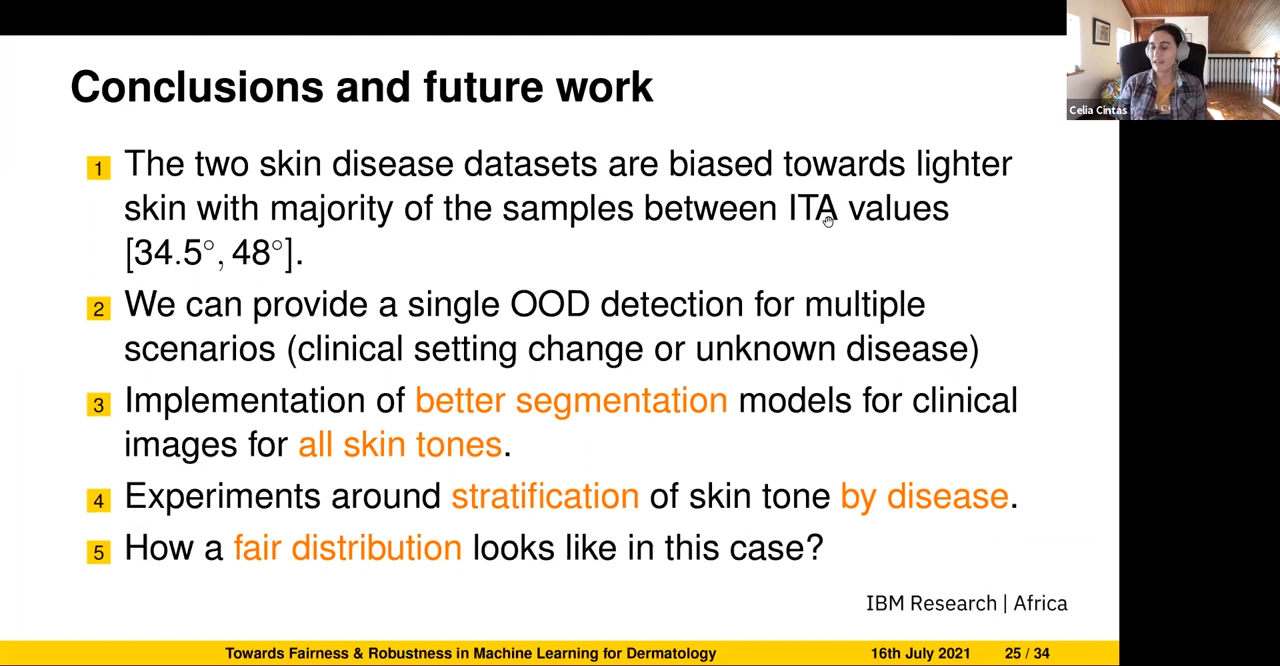 Conclusions and future work
1 The two skin disease datasets are biased towards lighter
skin with majority of the samples between ITA values
[34.5°, 48°].
2 We can provide a single OOD detection for multiple
scenarios (clinical setting change or unknown disease)
3 Implementation of better segmentation models for clinical
images for all skin tones.
4 Experiments around stratification of skin tone by disease.
5 How a fair distribution looks like in this case?
IBM Research | Africa
Towards Fairness & Robustness in Machine Learning for Dermatology 16th July 2021 25 / 34
Celia Cintas